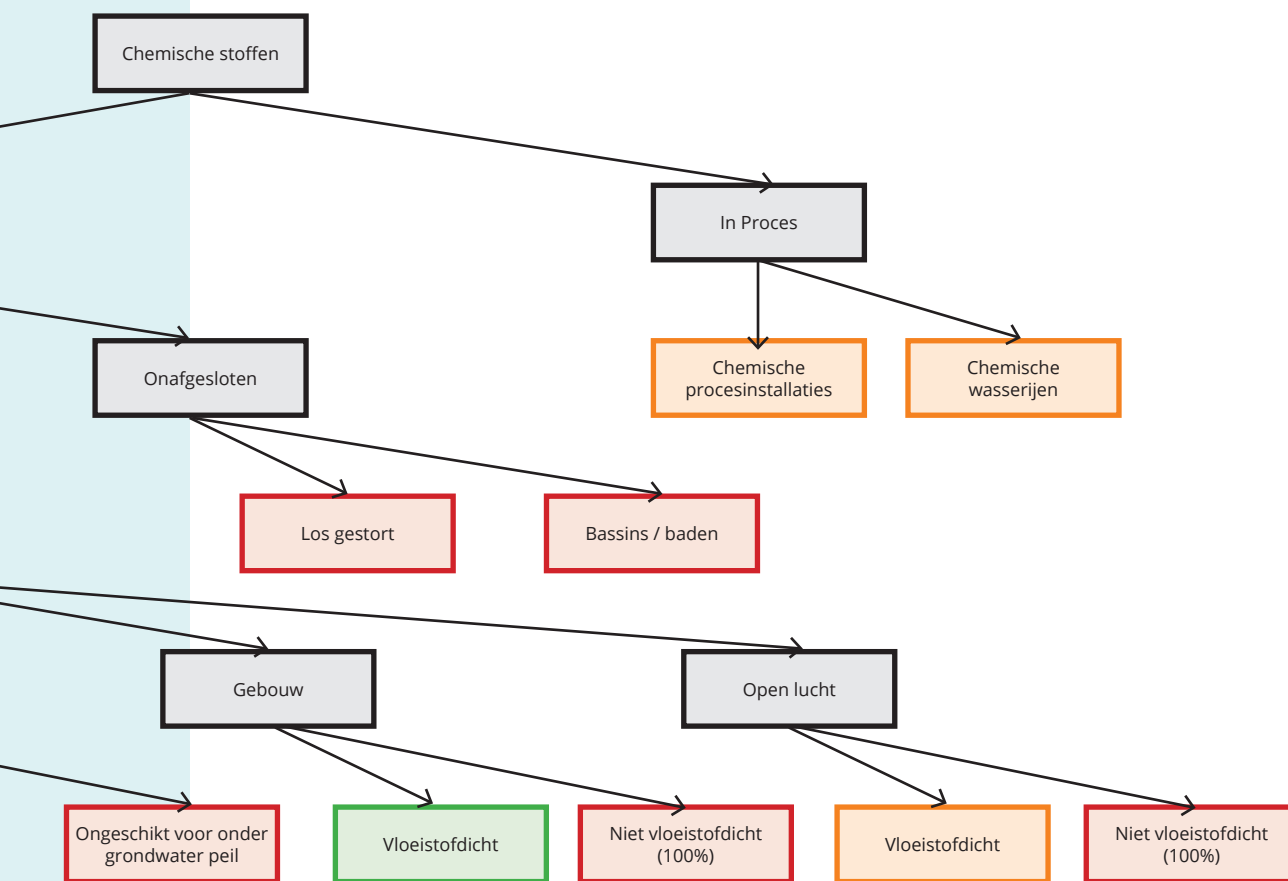 Chemische stoffen
In Proces
Onafgesloten
Chemische
procesinstallaties
Chemische
wasserijen
Los gestort
Bassins / baden
Gebouw
Open lucht
Ongeschikt voor onder
grondwater peil
Vloeistofdicht
Niet vloeistofdicht
(100%)
Vloeistofdicht
Niet vloeistofdicht
(100%)